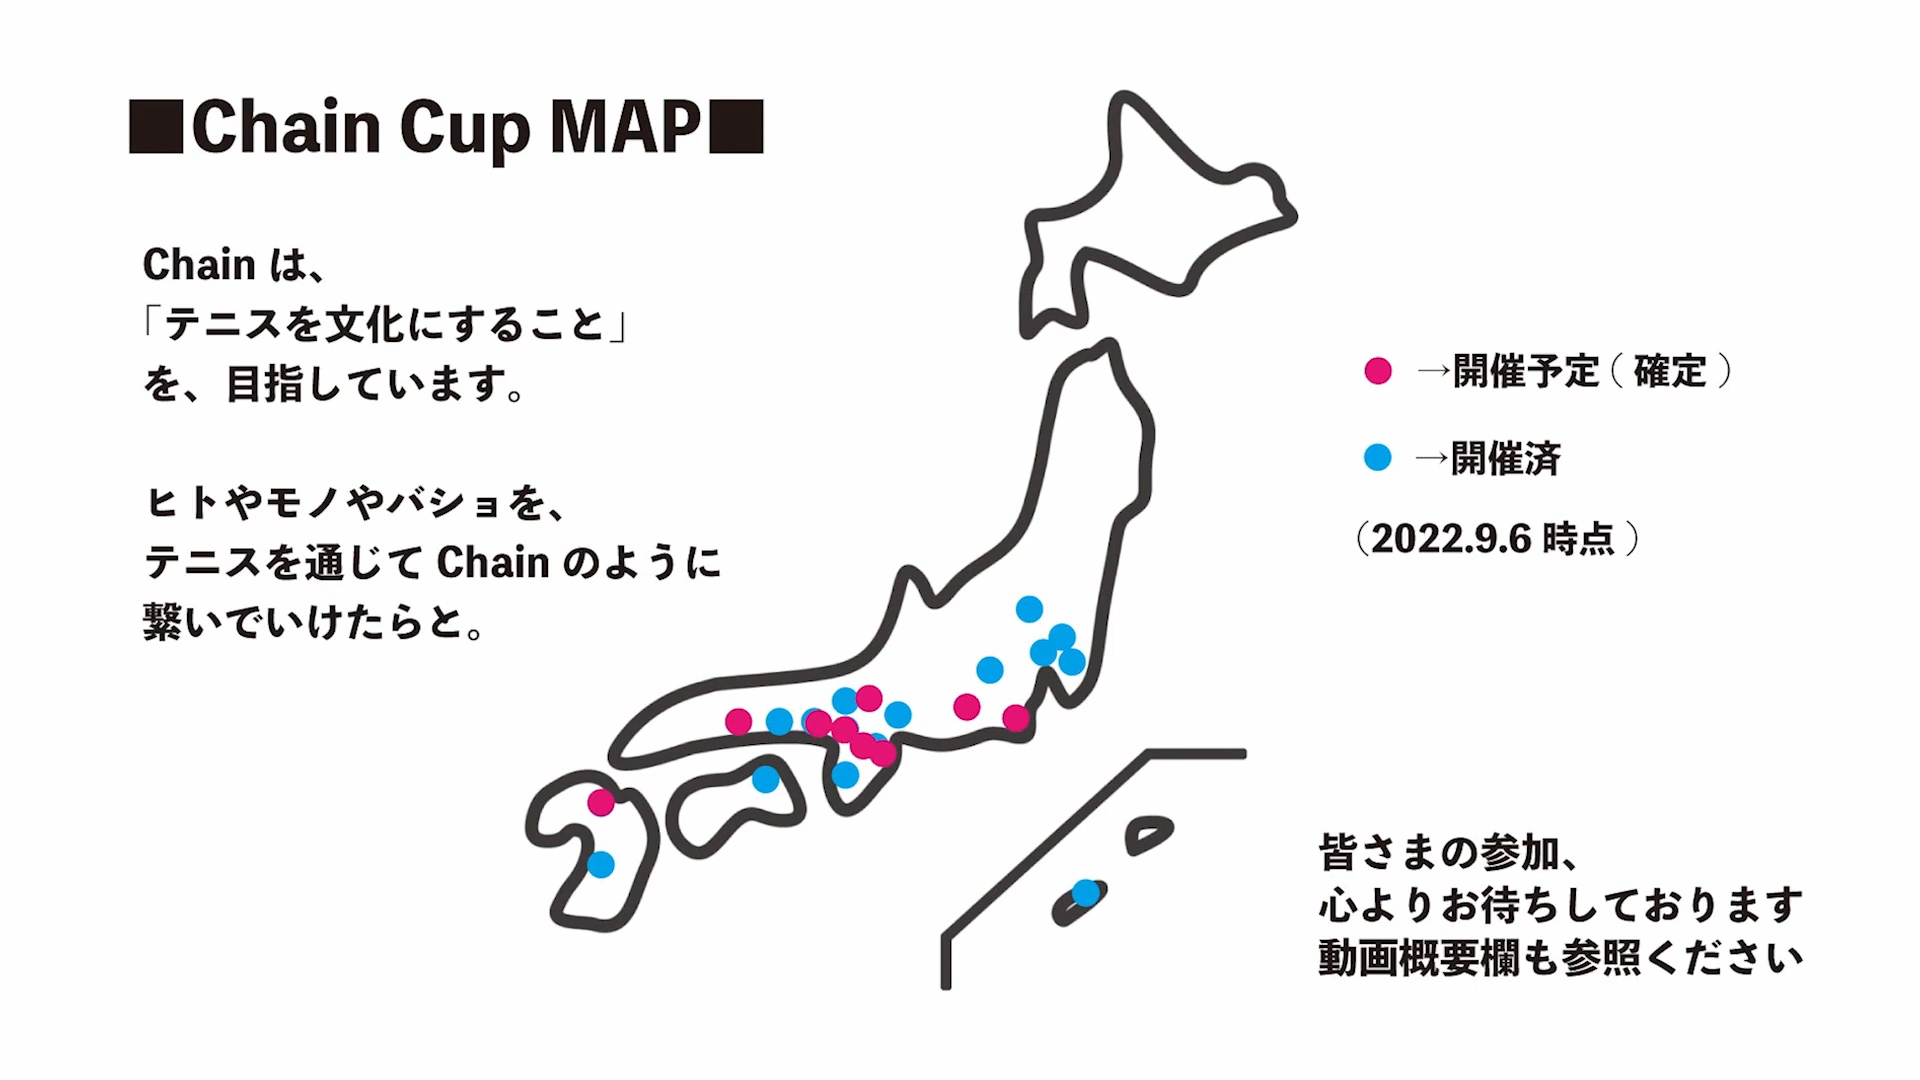 ■Chain Cup MAP■
Chain は、
「テニスを文化にすること」
を、目指しています。
ヒトやモノやバショを、
テニスを通じて Chain のように
繋いでいけたらと。
→開催予定(確定)
→開催済
(2022.9.6 時点)
皆さまの参加、
心よりお待ちしております
動画概要欄も参照ください